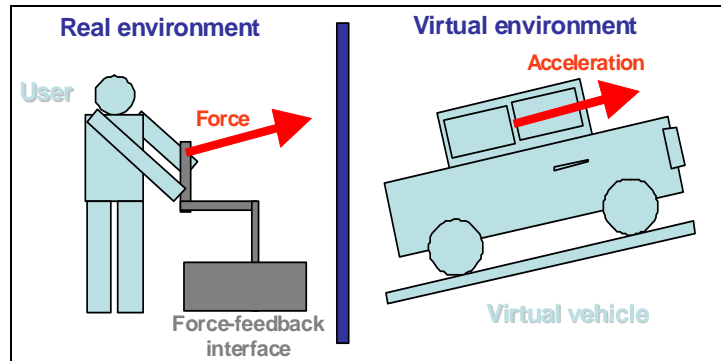 Real environment
User
Force
Force-feedback
interface
Virtual environment
Acceleration
Virtual vehicle